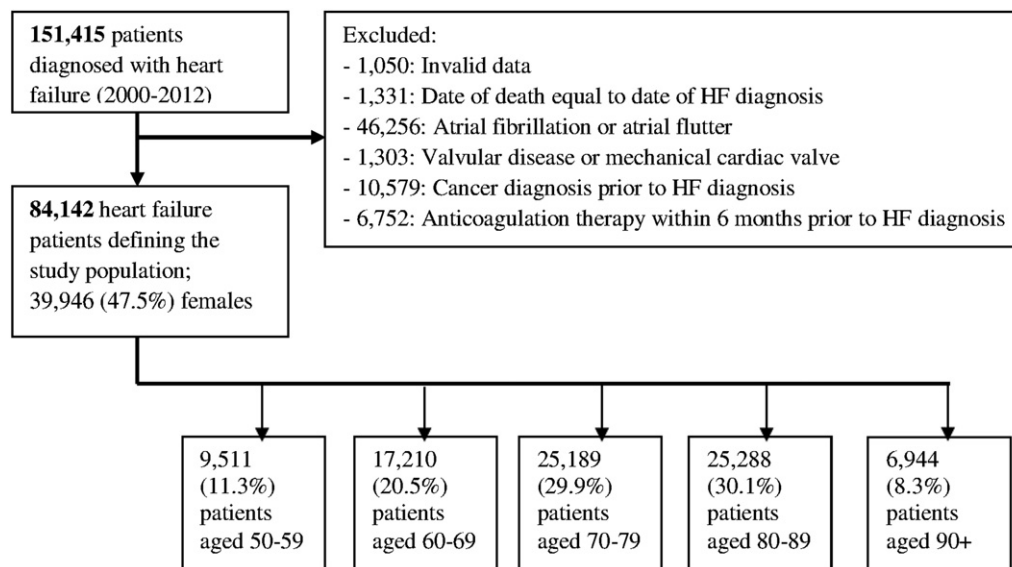 151,415 patients
diagnosed with heart
failure (2000-2012)
Excluded:
- 1,050: Invalid data
- 1,331: Date of death equal to date of HF diagnosis
- 46,256: Atrial fibrillation or atrial flutter
- 1,303: Valvular disease or mechanical cardiac valve
- 10,579: Cancer diagnosis prior to HF diagnosis
- 6,752: Anticoagulation therapy within 6 months prior to HF diagnosis
84,142 heart failure
patients defining the
study population;
39,946 (47.5%) females
9,511
(11.3%)
patients
aged 50-59
17,210
(20.5%)
patients
aged 60-69
25,189
(29.9%)
patients
aged 70-79
25,288
(30.1%)
patients
aged 80-89
6,944
(8.3%)
patients
aged 90+